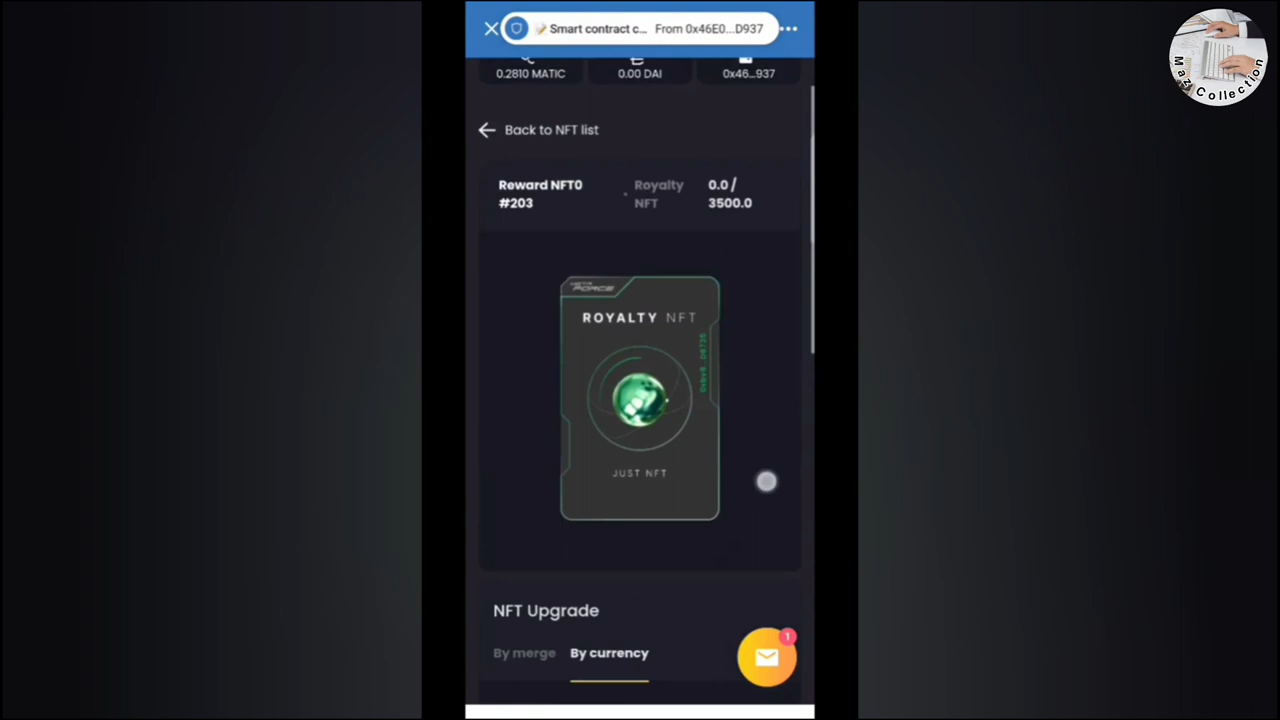 Smart contract c... From 0x46E0...D937
0.2810 MATIC 0.00 DAI 0x46...937
Back to NFT list
Reward NFT0 Royalty 0.0 /
#203 NFT 3500.0
FORCE
ROYALTY NFT
JUST NFT
NFT Upgrade
By merge By currency
1
Maz Collection